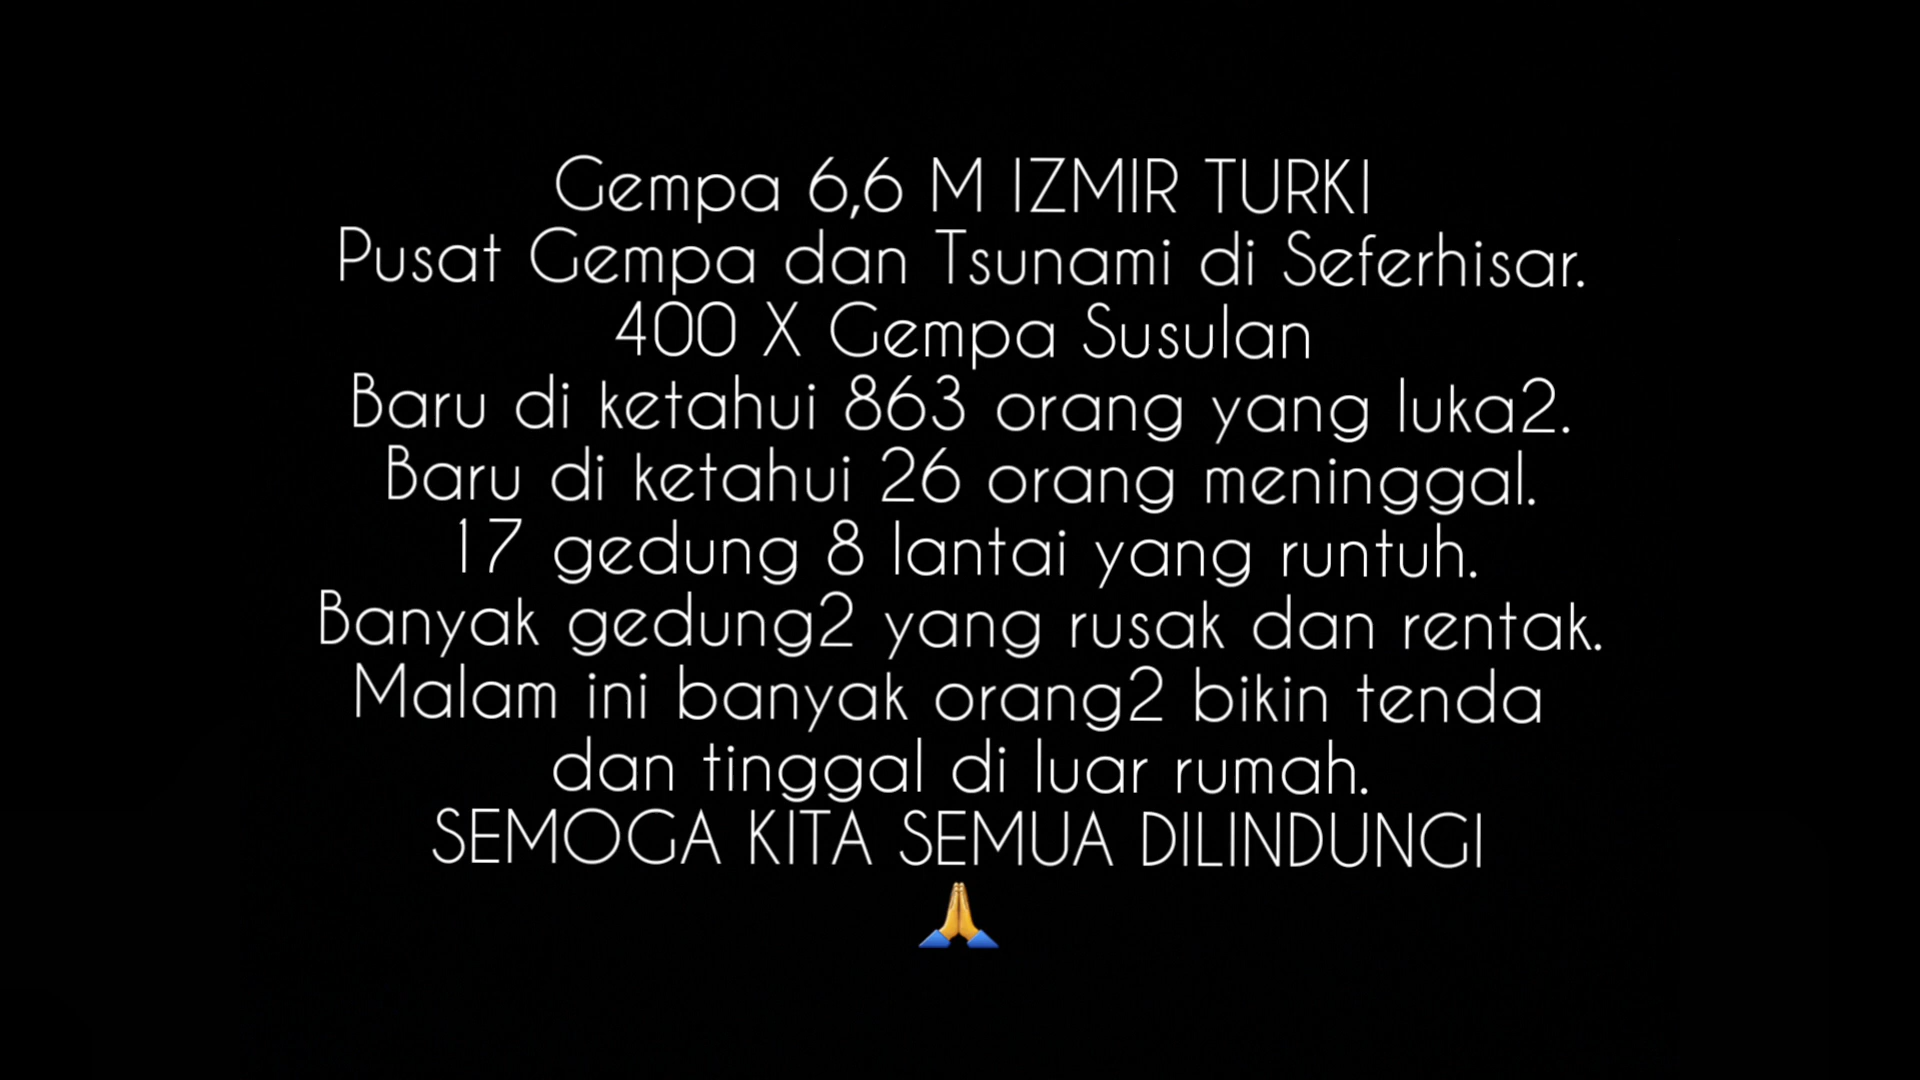 Gempa 6,6 M IZMIR TURKI
Pusat Gempa dan Tsunami di Seferhisar.
400 X Gempa Susulan
Baru di ketahui 863 orang yang luka2.
Baru di ketahui 26 orang meninggal.
17 gedung 8 lantai yang runtuh.
Banyak gedung2 yang rusak dan rentak.
Malam ini banyak orang2 bikin tenda
dan tinggal di luar rumah.
SEMOGA KITA SEMUA DILINDUNGI
🙏